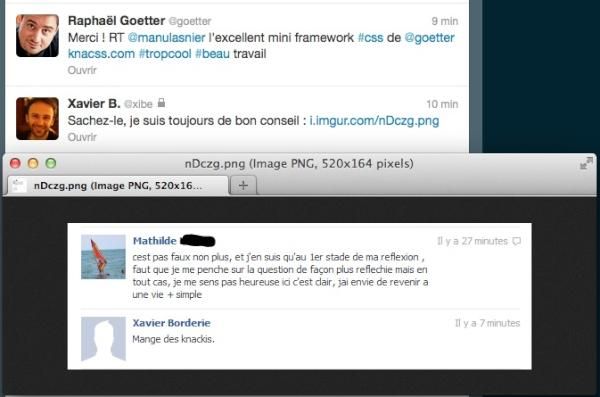 Raphaël Goetter @goetter 9 min
Merci ! RT @manulasnier l'excellent mini framework #css de @goetter
knacss.com #tropcool #beau travail
Ouvrir
Xavier B. @xibe 10 min
Sachez-le, je suis toujours de bon conseil : i.imgur.com/nDczg.png
Ouvrir
nDczg.png (Image PNG, 520x164 pixels)
nDczg.png (Image PNG, 520x16...
Mathilde Il y a 27 minutes
cest pas faux non plus, et j'en suis qu'au 1er stade de ma reflexion ,
faut que je me penche sur la question de façon plus reflechie mais en
tout cas, je me sens pas heureuse ici c'est clair, jai envie de revenir a
une vie + simple
Xavier Borderie Il y a 7 minutes
Mange des knackis.